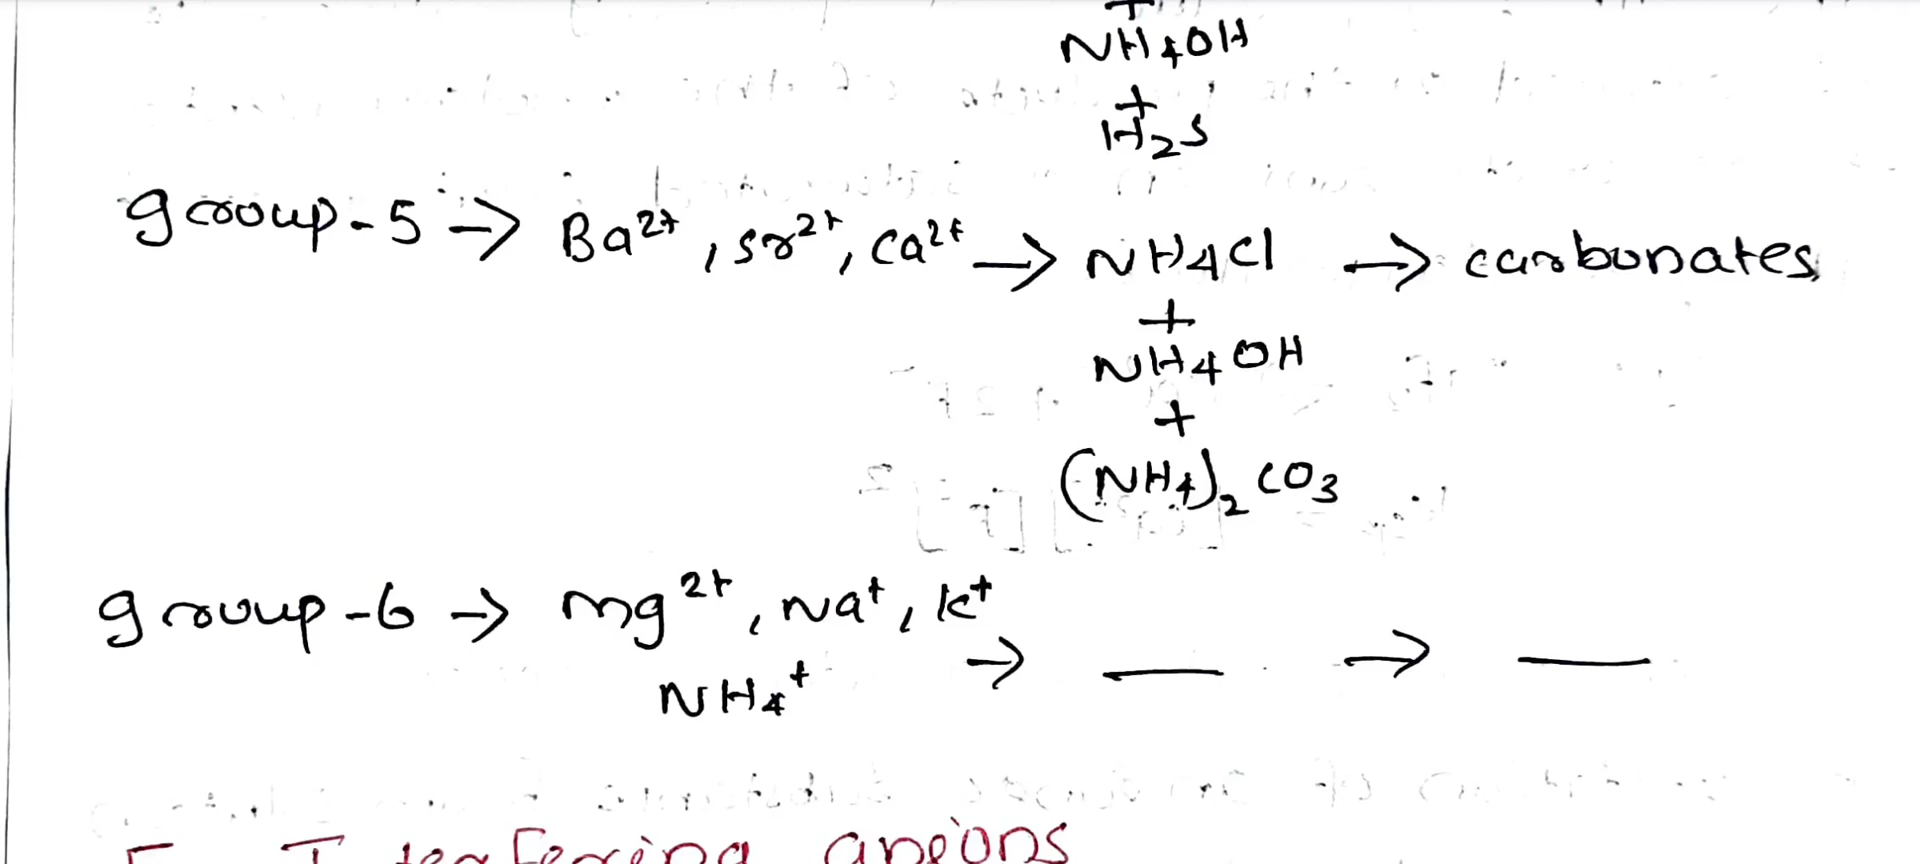 NH4OH
+
H2S
group-5 → Ba2+, Sr2+, Ca2+ → NH4Cl → carbonates
+
NH4OH
+
(NH4)2 CO3
group-6 → mg2+, Na+, K+
NH4+ → — → —
Interfering anions